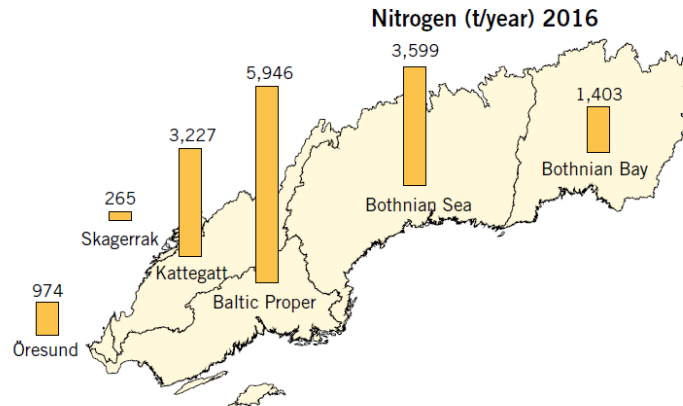 Nitrogen (t/year) 2016
3,599
5,946
1,403
3,227
Bothnian Bay
265
Bothnian Sea
Skagerrak
Kattegatt
974
Baltic Proper
Öresund